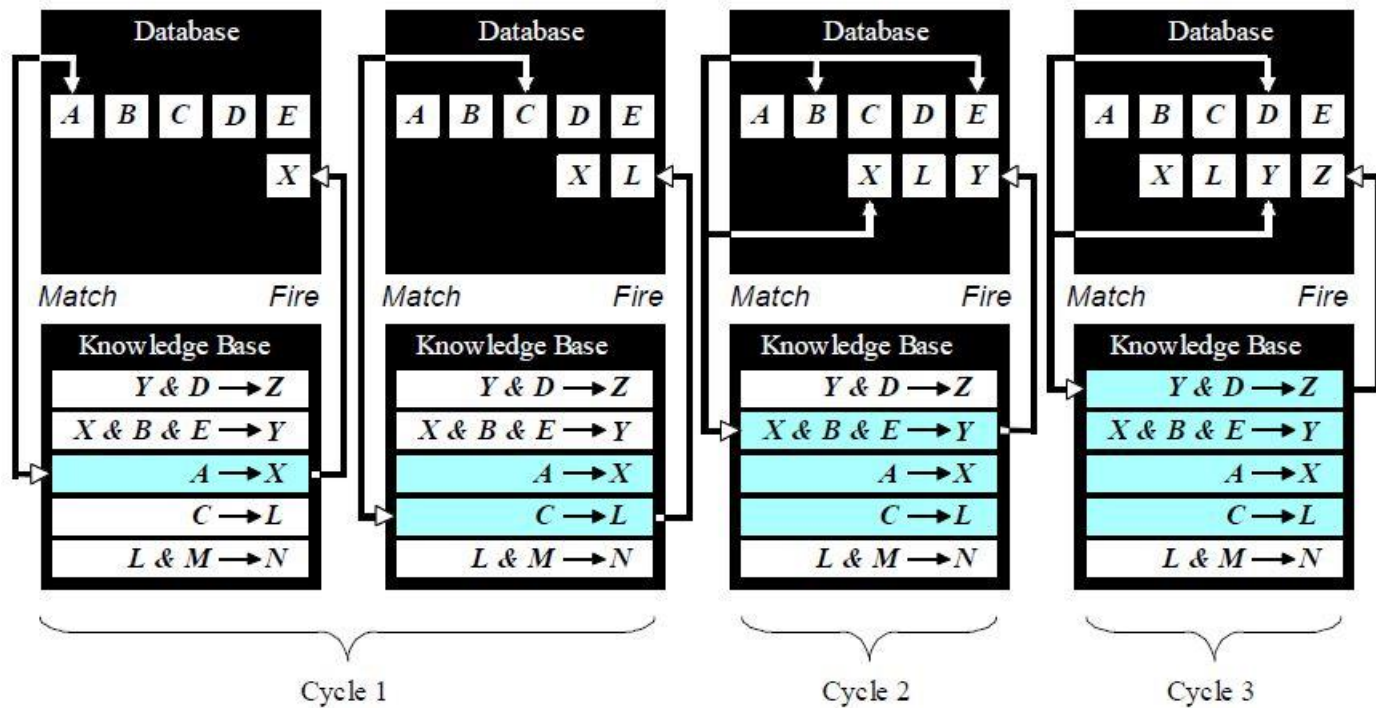 Database
A B C D E
X
Match Fire
Knowledge Base
Y & D → Z
X & B & E → Y
A → X
C → L
L & M → N
Database
A B C D E
X L
Match Fire
Knowledge Base
Y & D → Z
X & B & E → Y
A → X
C → L
L & M → N
Cycle 1
Database
A B C D E
X L Y
Match Fire
Knowledge Base
Y & D → Z
X & B & E → Y
A → X
C → L
L & M → N
Cycle 2
Database
A B C D E
X L Y Z
Match Fire
Knowledge Base
Y & D → Z
X & B & E → Y
A → X
C → L
L & M → N
Cycle 3